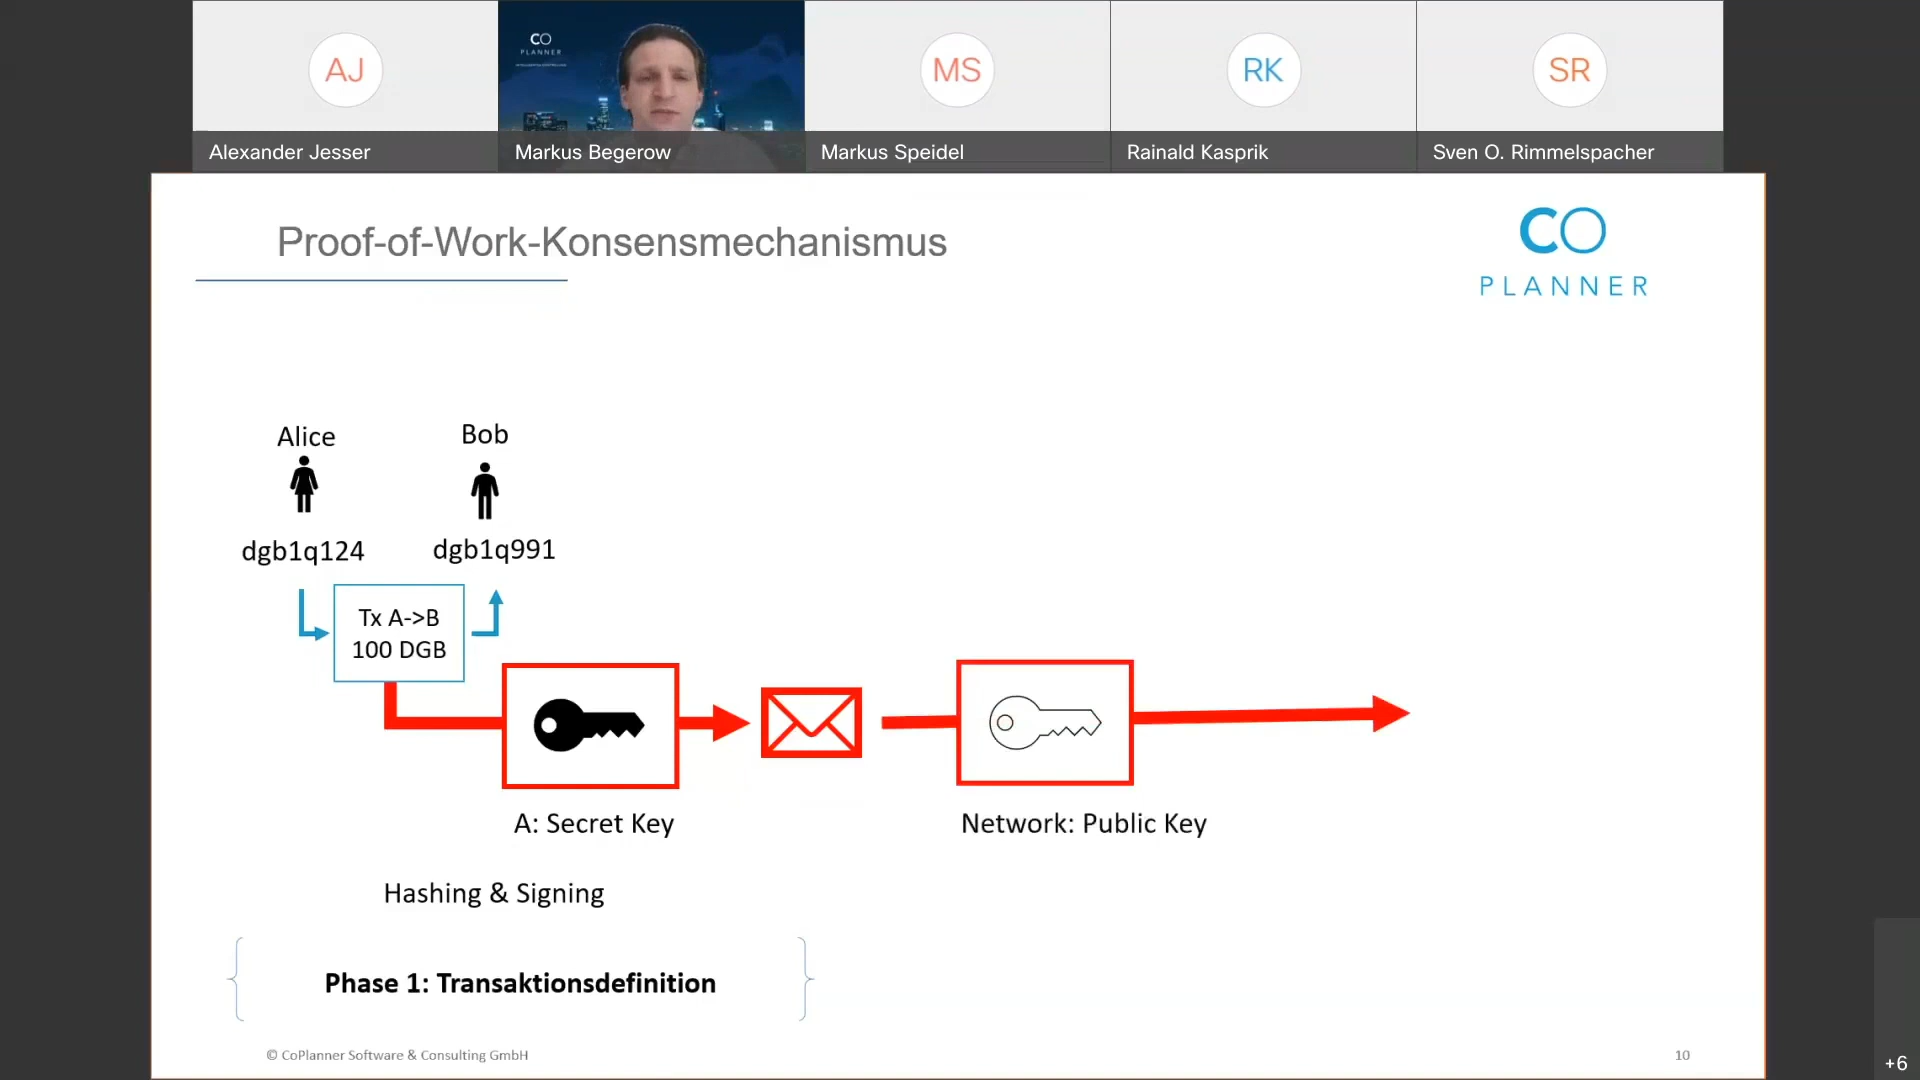 AJ
CO
PLANNER
MS
RK
SR
Alexander Jesser
Markus Begerow
Markus Speidel
Rainald Kasprik
Sven O. Rimmelspacher
Proof-of-Work-Konsensmechanismus
CO
PLANNER
Alice
Bob
dgb1q124
dgb1q991
Tx A->B
100 DGB
A: Secret Key
Network: Public Key
Hashing & Signing
Phase 1: Transaktionsdefinition
© CoPlanner Software & Consulting GmbH
10
+6